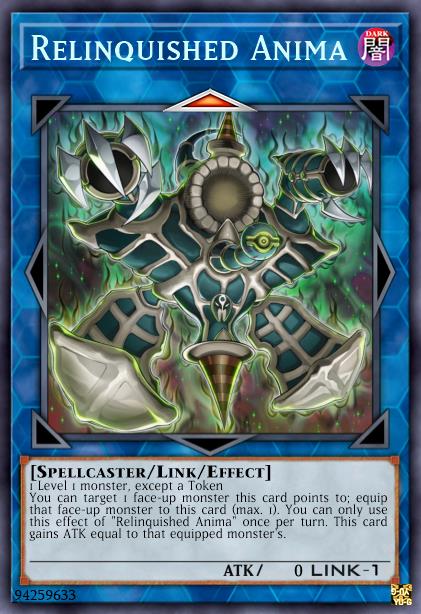 RELINQUISHED ANIMA
DARK
闇
[SPELLCASTER/LINK/EFFECT]
1 Level 1 monster, except a Token
You can target 1 face-up monster this card points to; equip
that face-up monster to this card (max. 1). You can only use
this effect of "Relinquished Anima" once per turn. This card
gains ATK equal to that equipped monster's.
ATK/ 0 LINK-1
94259633